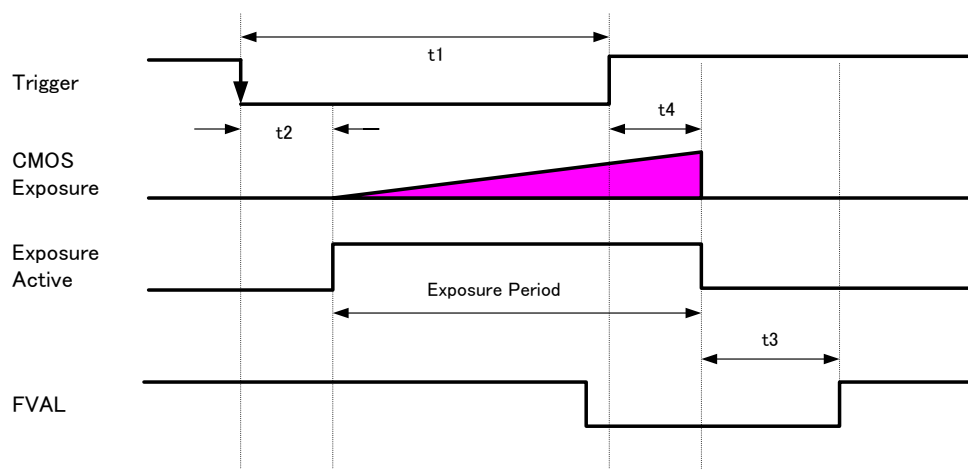 t1
Trigger
t2
t4
CMOS
Exposure
Exposure
Active
Exposure Period
t3
FVAL